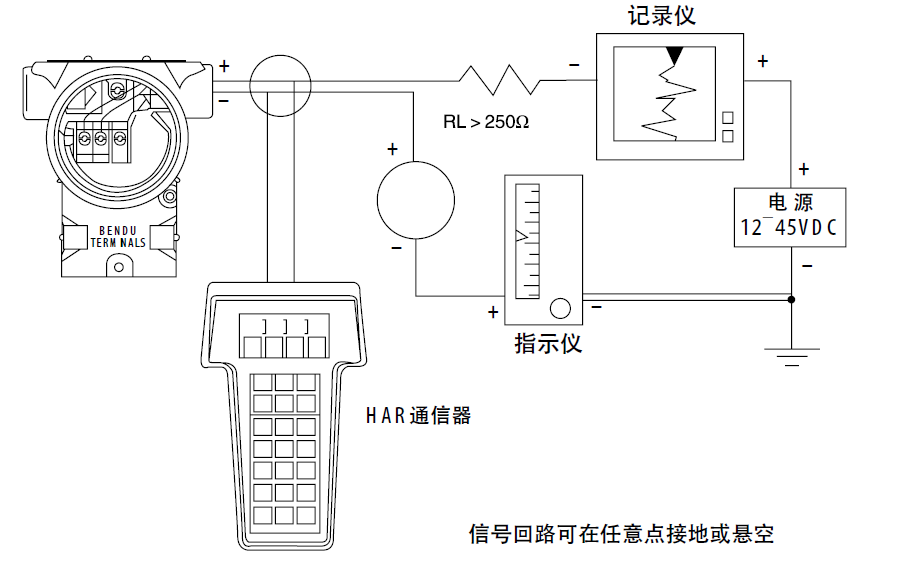 记录仪
+
−
−
+
RL > 250Ω
+
+
电源
12‾45VDC
−
BENDU
TERMINALS
−
+
−
指示仪
HAR通信器
信号回路可在任意点接地或悬空